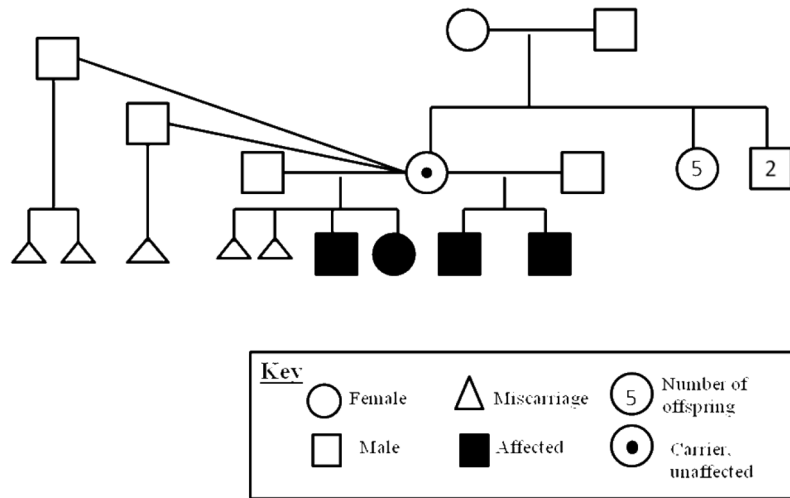 5
2
Key
Female
Miscarriage
5
Number of
offspring
Male
Affected
Carrier,
unaffected